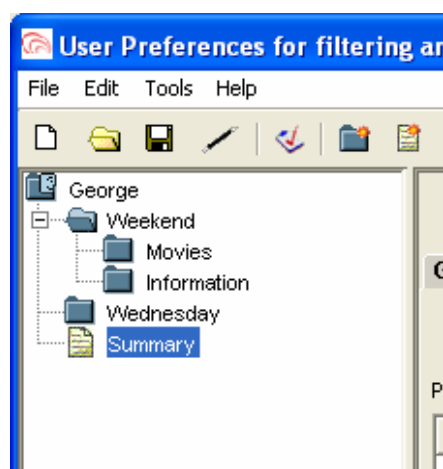 User Preferences for filtering an
File Edit Tools Help
George
Weekend
Movies
Information
Wednesday
Summary